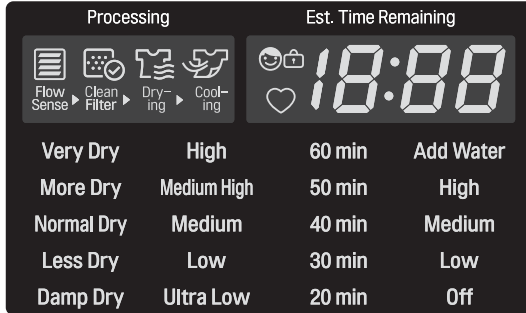 Processing Est. Time Remaining
Flow Sense Clean Filter Dry-ing Cool-ing 18:88
Very Dry High 60 min Add Water
More Dry Medium High 50 min High
Normal Dry Medium 40 min Medium
Less Dry Low 30 min Low
Damp Dry Ultra Low 20 min Off